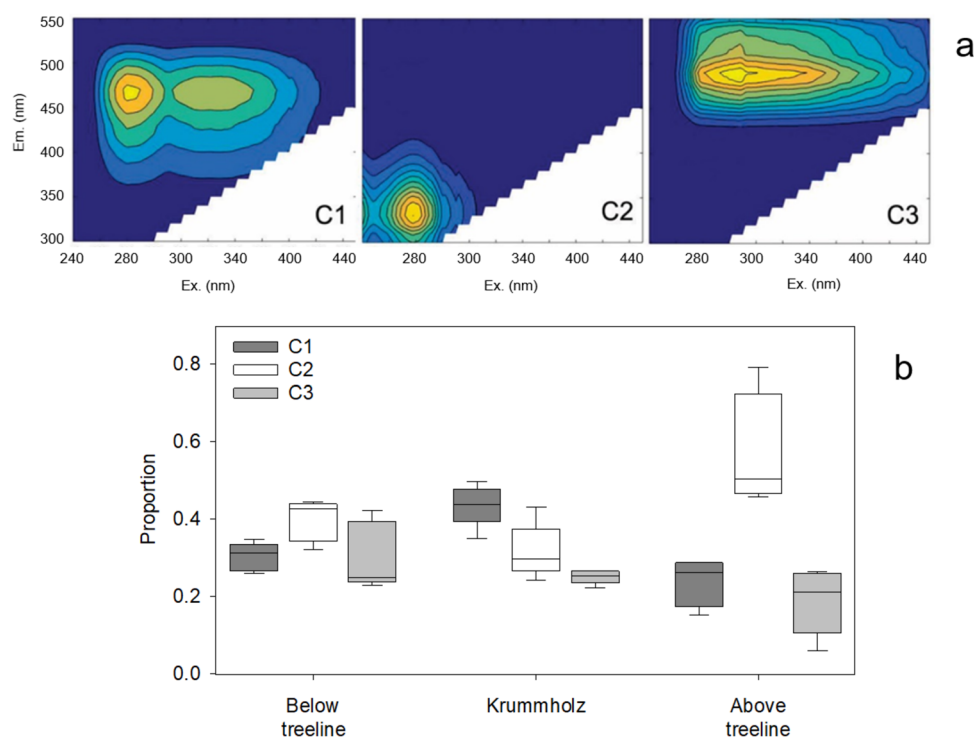 550
500
450
400
350
300
Em. (nm)
a
C1
C2
C3
240 280 300 340 400 440
280 300 340 400 440
280 300 340 400 440
Ex. (nm)
Ex. (nm)
Ex. (nm)
b
C1
C2
C3
0.8
0.6
0.4
0.2
0.0
Proportion
Below
treeline
Krummholz
Above
treeline